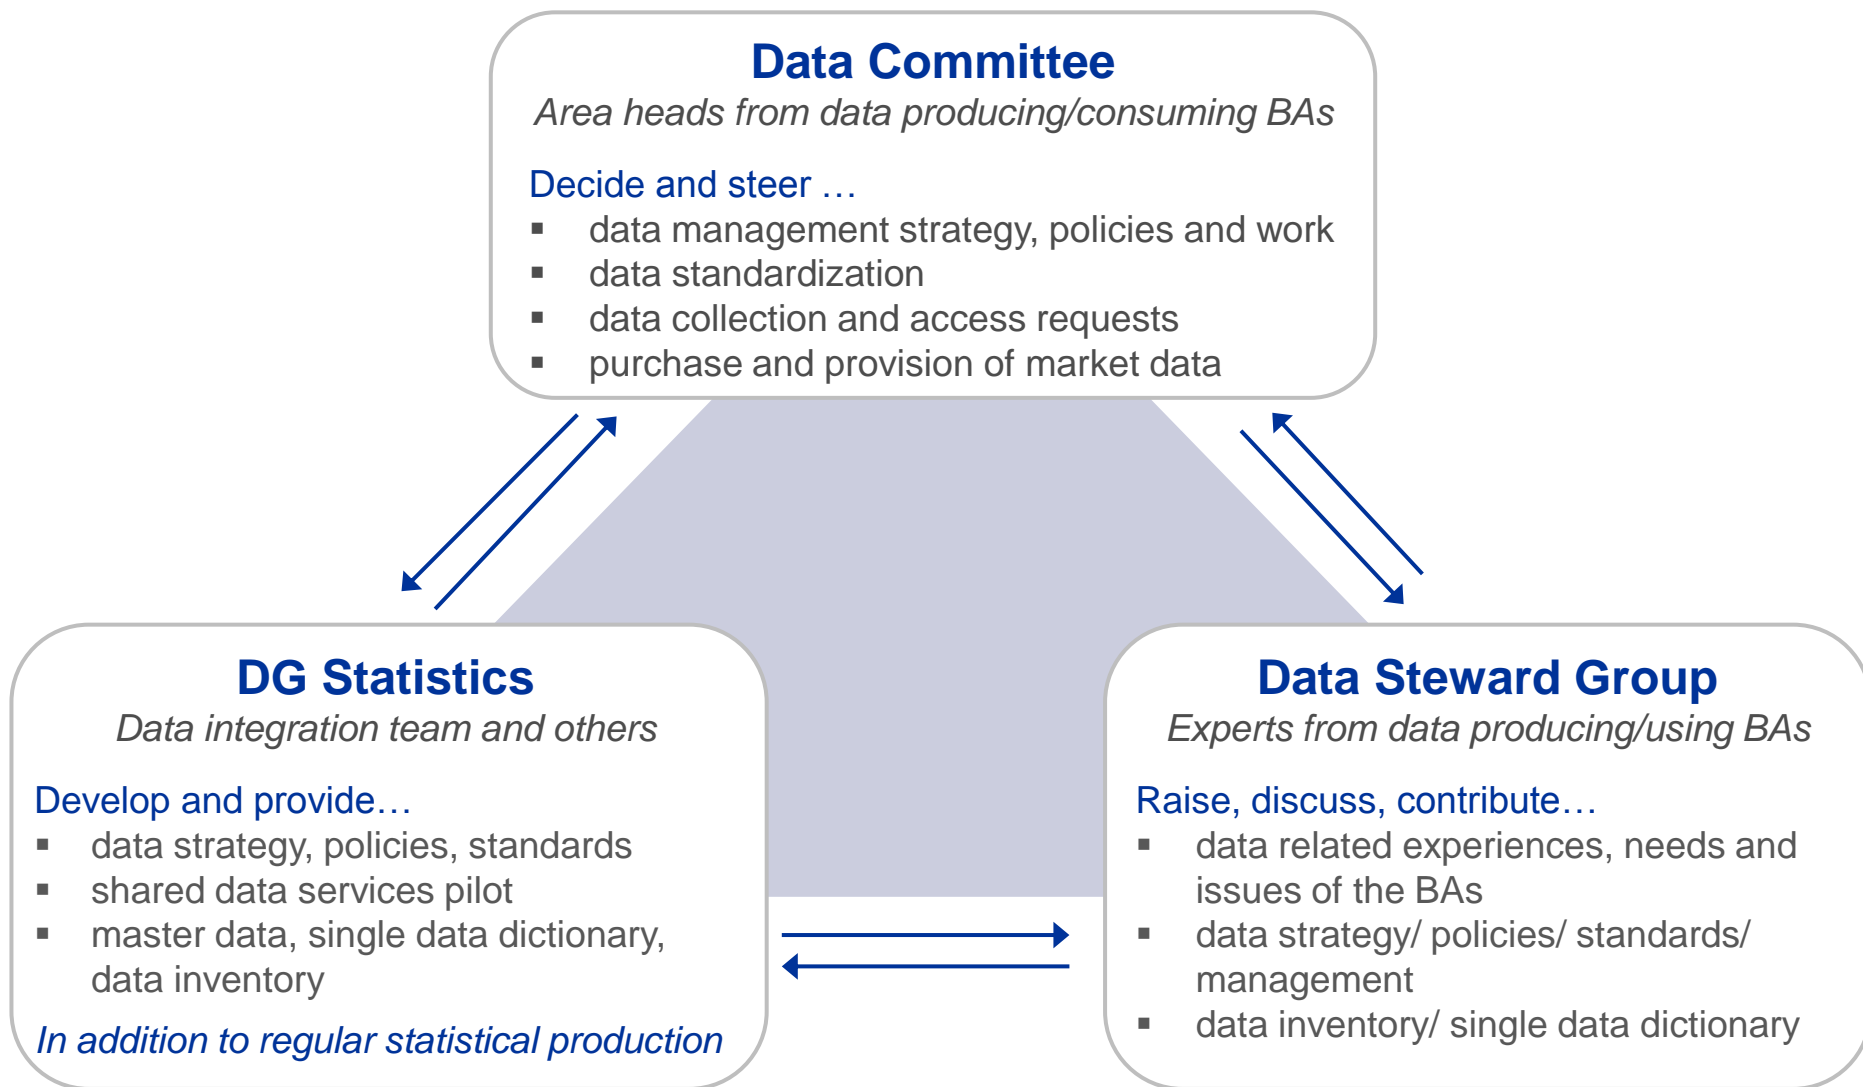 Data Committee
Area heads from data producing/consuming BAs
Decide and steer …
▪ data management strategy, policies and work
▪ data standardization
▪ data collection and access requests
▪ purchase and provision of market data
DG Statistics
Data integration team and others
Develop and provide…
▪ data strategy, policies, standards
▪ shared data services pilot
▪ master data, single data dictionary,
data inventory
In addition to regular statistical production
Data Steward Group
Experts from data producing/using BAs
Raise, discuss, contribute…
▪ data related experiences, needs and
issues of the BAs
▪ data strategy/ policies/ standards/
management
▪ data inventory/ single data dictionary